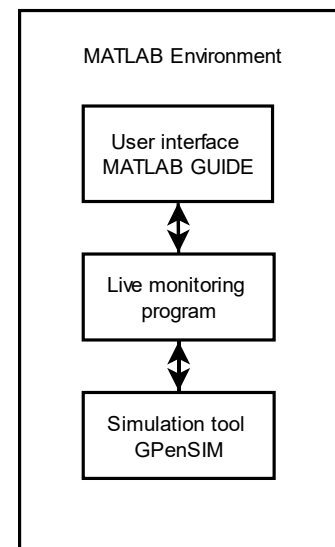 MATLAB Environment
User interface
MATLAB GUIDE
Live monitoring
program
Simulation tool
GPenSIM